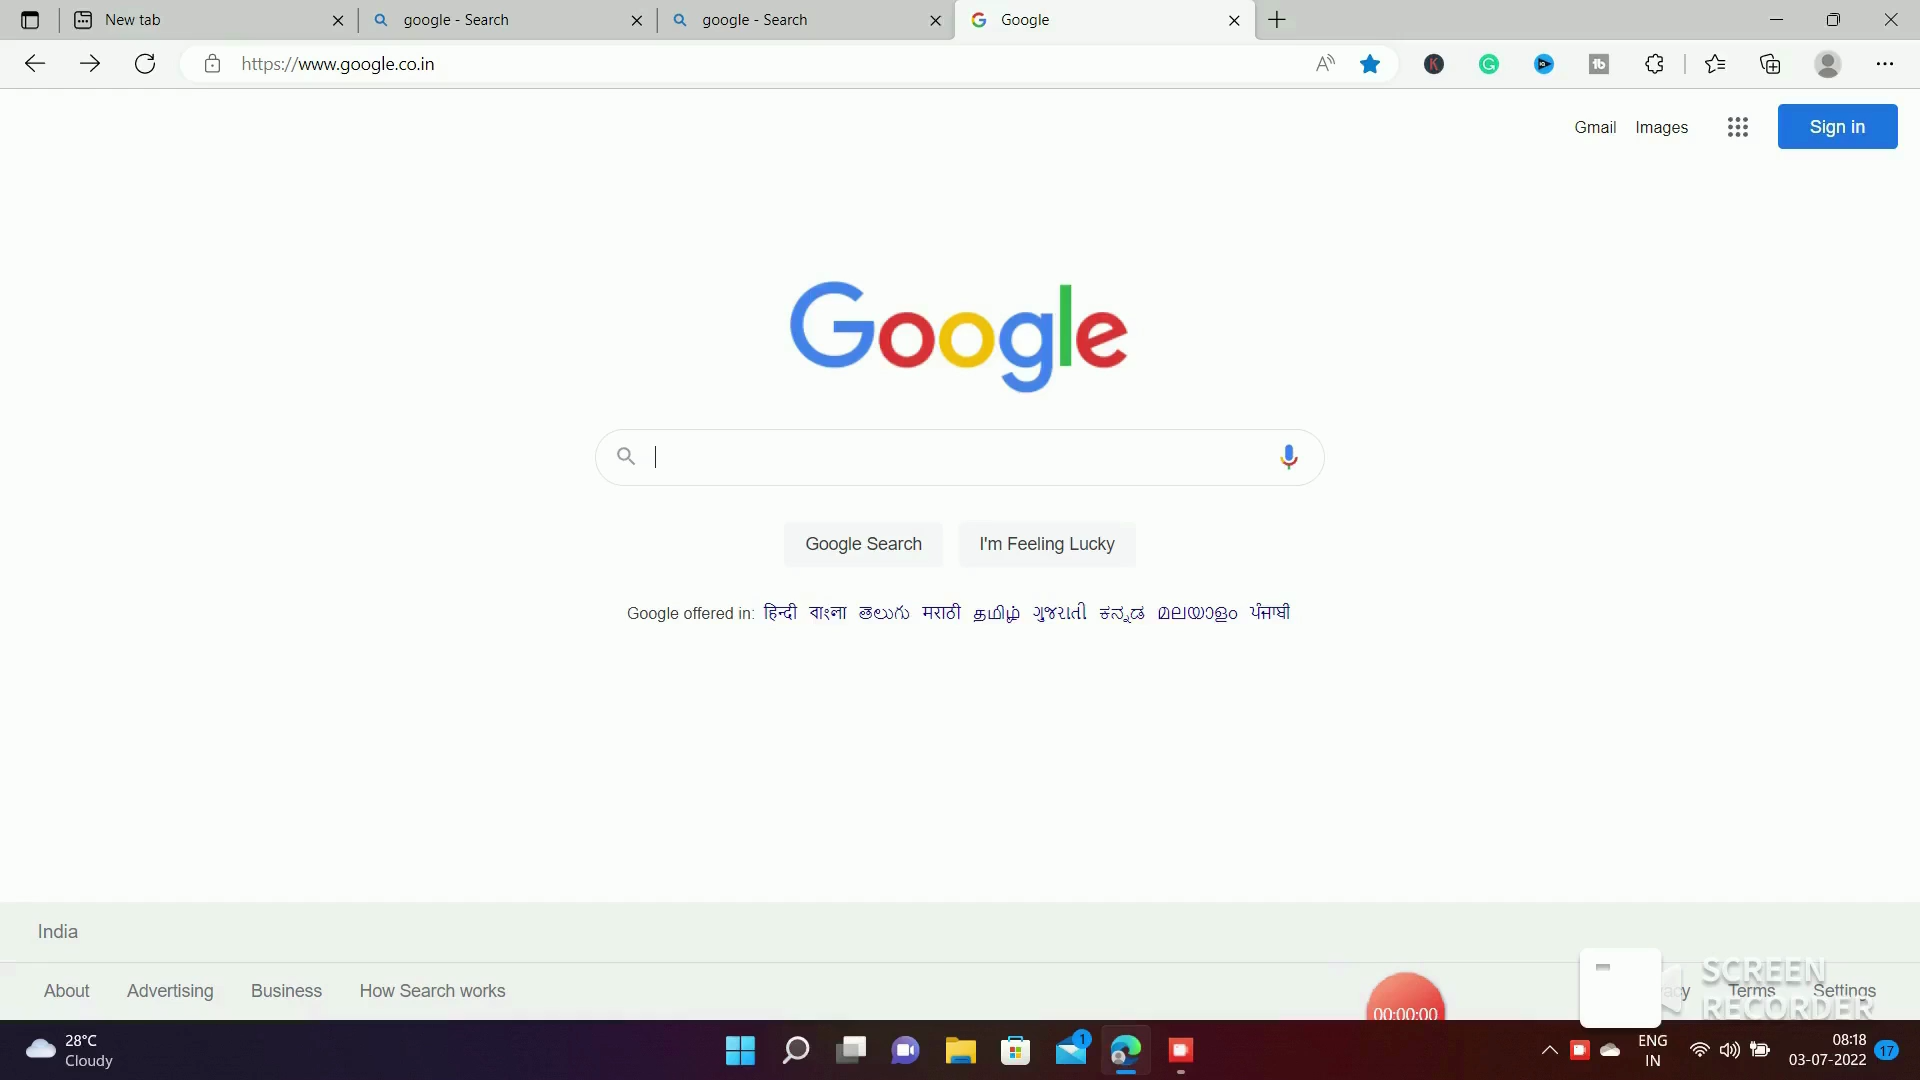 New tab
google - Search
google - Search
Google
https://www.google.co.in
Gmail Images
Sign in
Google
Google Search
I'm Feeling Lucky
Google offered in: हिन्दी বাংলা తెలుగు मराठी தமிழ் ગુજરાતી ಕನ್ನಡ മലയാളം ਪੰਜਾਬੀ
India
About Advertising Business How Search works
Terms Settings
SCREEN
RECORDER
00:00:00
28°C
Cloudy
1
ENG
IN
08:18
03-07-2022
17